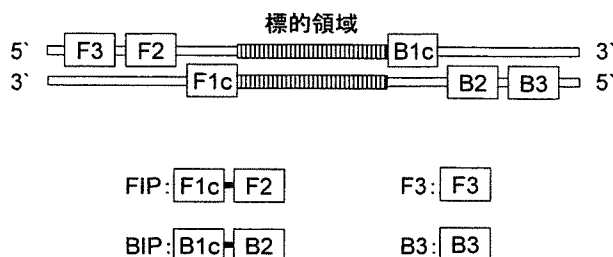 標的領域
5` F3 F2 B1c 3`
3` F1c B2 B3 5`
FIP: F1c F2 F3: F3
BIP: B1c B2 B3: B3